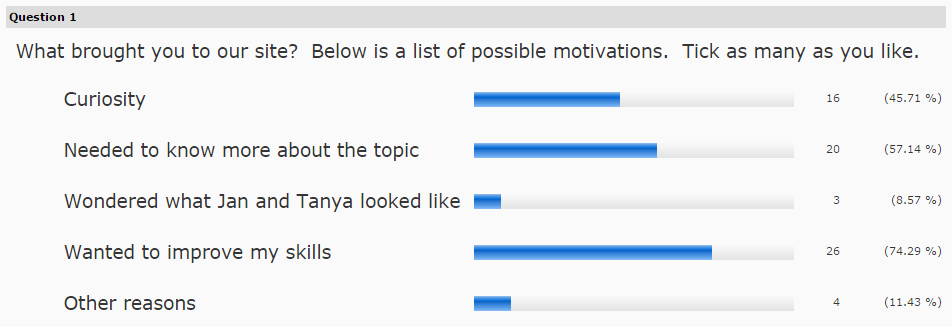 Question 1
What brought you to our site? Below is a list of possible motivations. Tick as many as you like.
Curiosity 16 (45.71 %)
Needed to know more about the topic 20 (57.14 %)
Wondered what Jan and Tanya looked like 3 (8.57 %)
Wanted to improve my skills 26 (74.29 %)
Other reasons 4 (11.43 %)